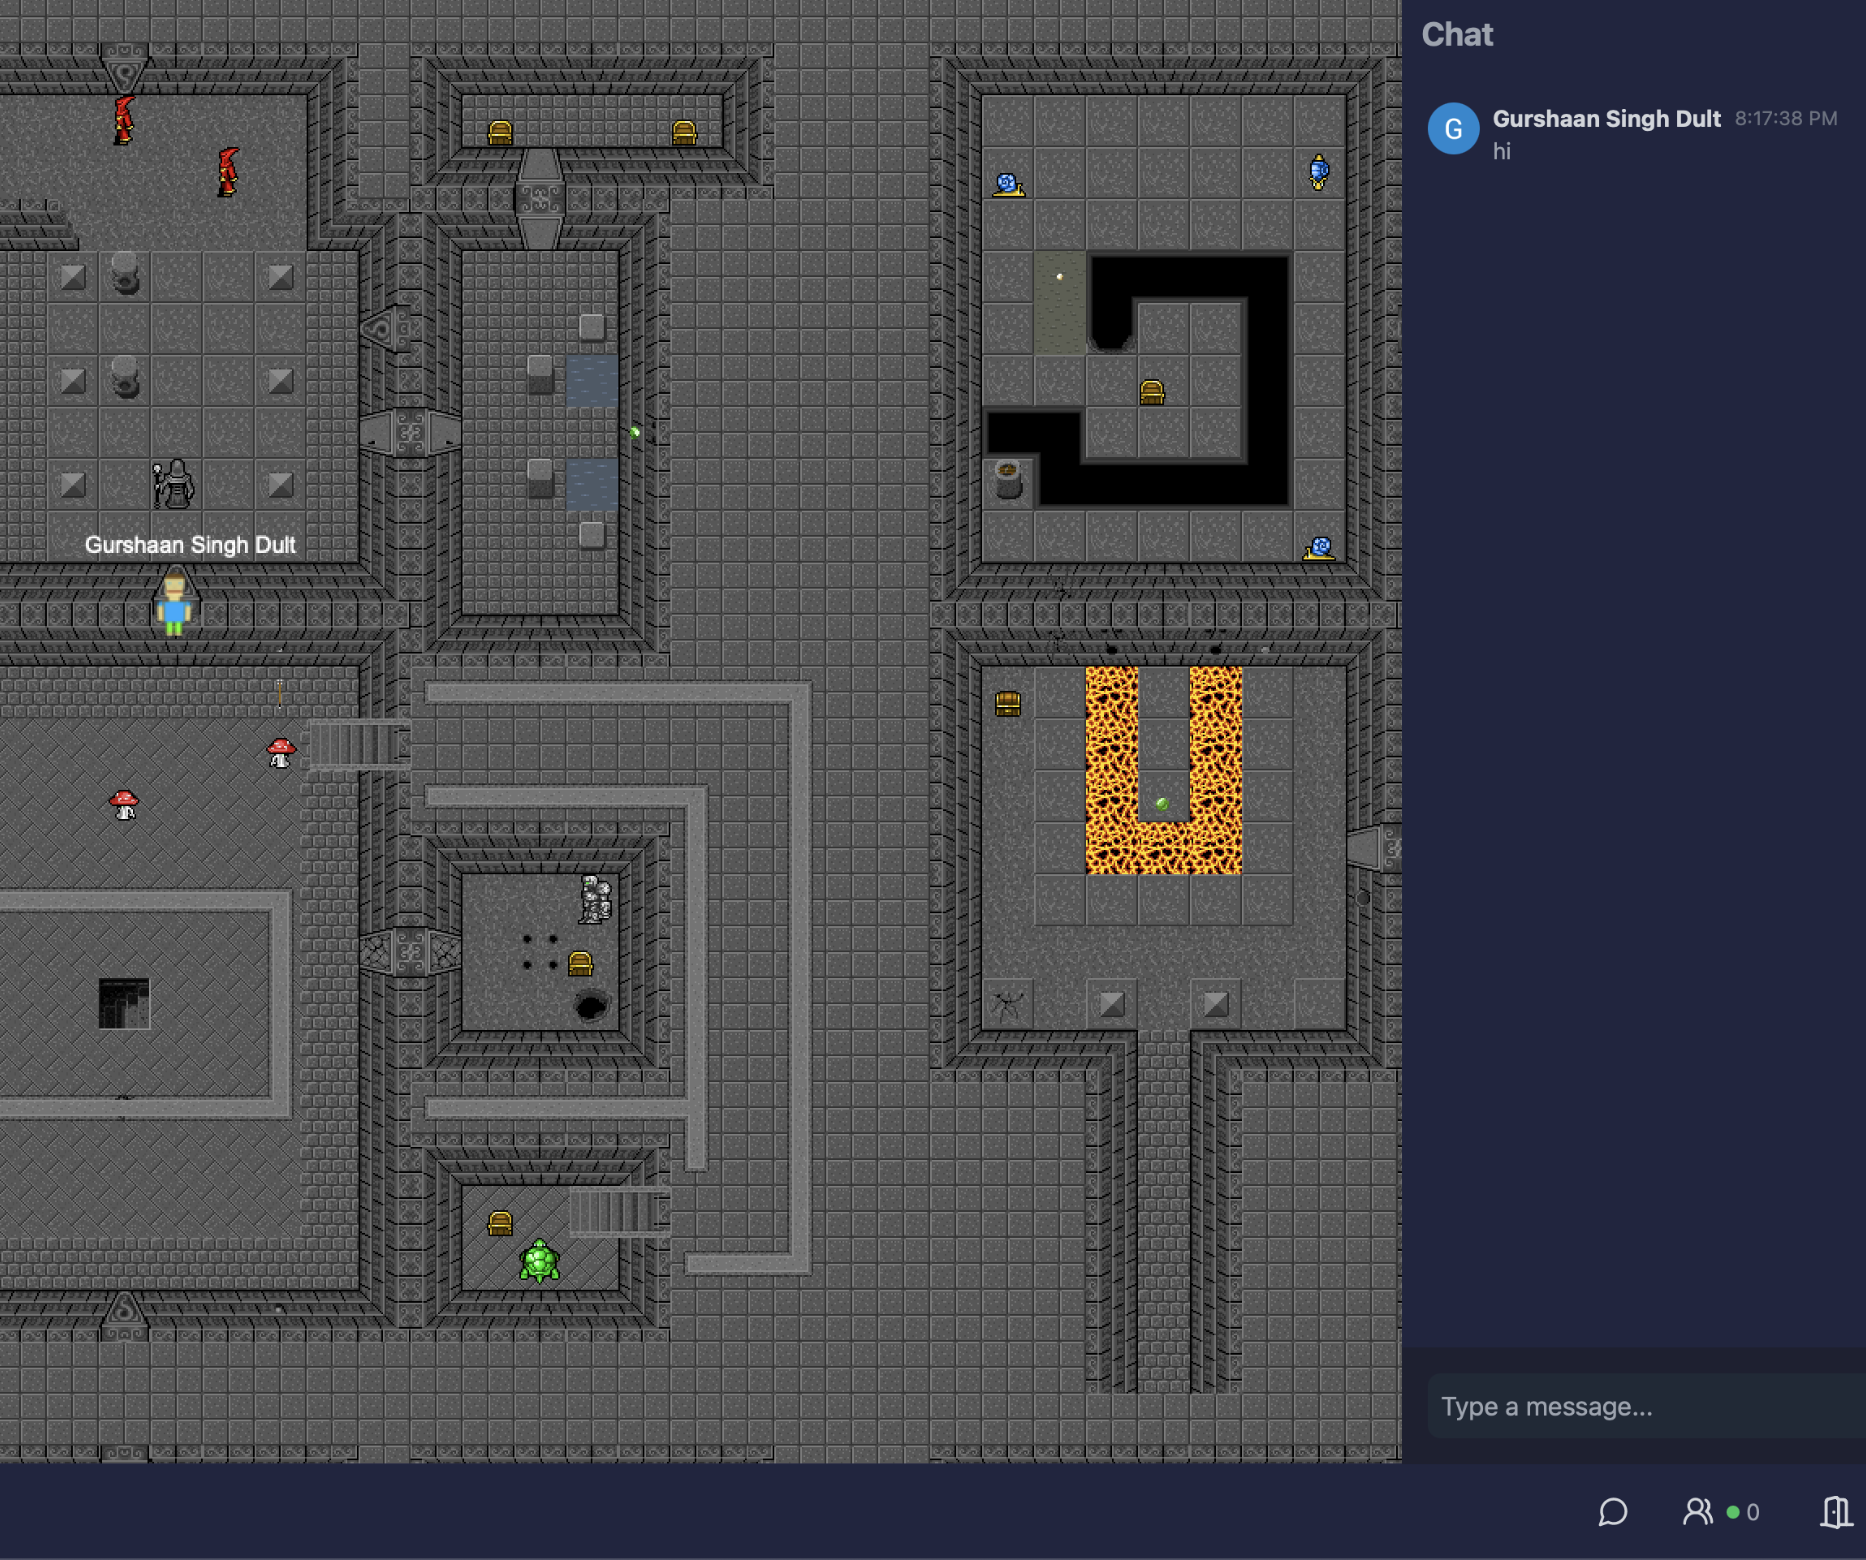 Chat
G
Gurshaan Singh Dult 8:17:38 PM
hi
Gurshaan Singh Dult
Type a message...
0